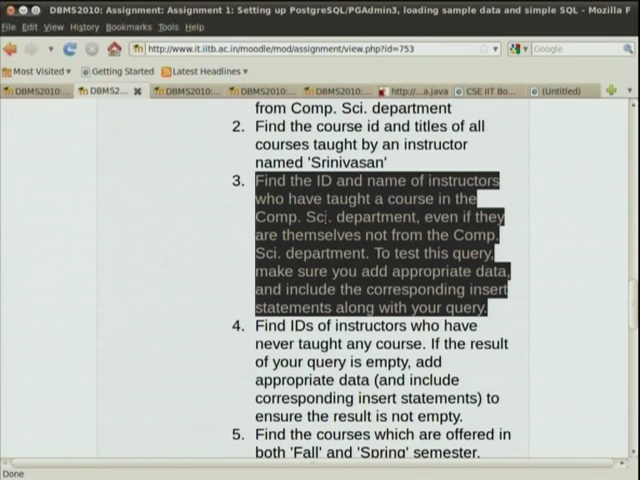 DBMS2010: Assignment: Assignment 1: Setting up PostgreSQL/PGAdmin3, loading sample data and simple SQL - Mozilla F
File Edit View History Bookmarks Tools Help
http://www.it.iitb.ac.in/moodle/mod/assignment/view.php?id=753
Google
Most Visited Getting Started Latest Headlines
DBMS2010:... DBMS2... DBMS2010:... DBMS2010:... DBMS2010:... http://...a.java CSE IIT Bo... (Untitled)
from Comp. Sci. department
2. Find the course id and titles of all
courses taught by an instructor
named 'Srinivasan'
3. Find the ID and name of instructors
who have taught a course in the
Comp. Sci. department, even if they
are themselves not from the Comp.
Sci. department. To test this query,
make sure you add appropriate data,
and include the corresponding insert
statements along with your query.
4. Find IDs of instructors who have
never taught any course. If the result
of your query is empty, add
appropriate data (and include
corresponding insert statements) to
ensure the result is not empty.
5. Find the courses which are offered in
both 'Fall' and 'Spring' semester.
Done